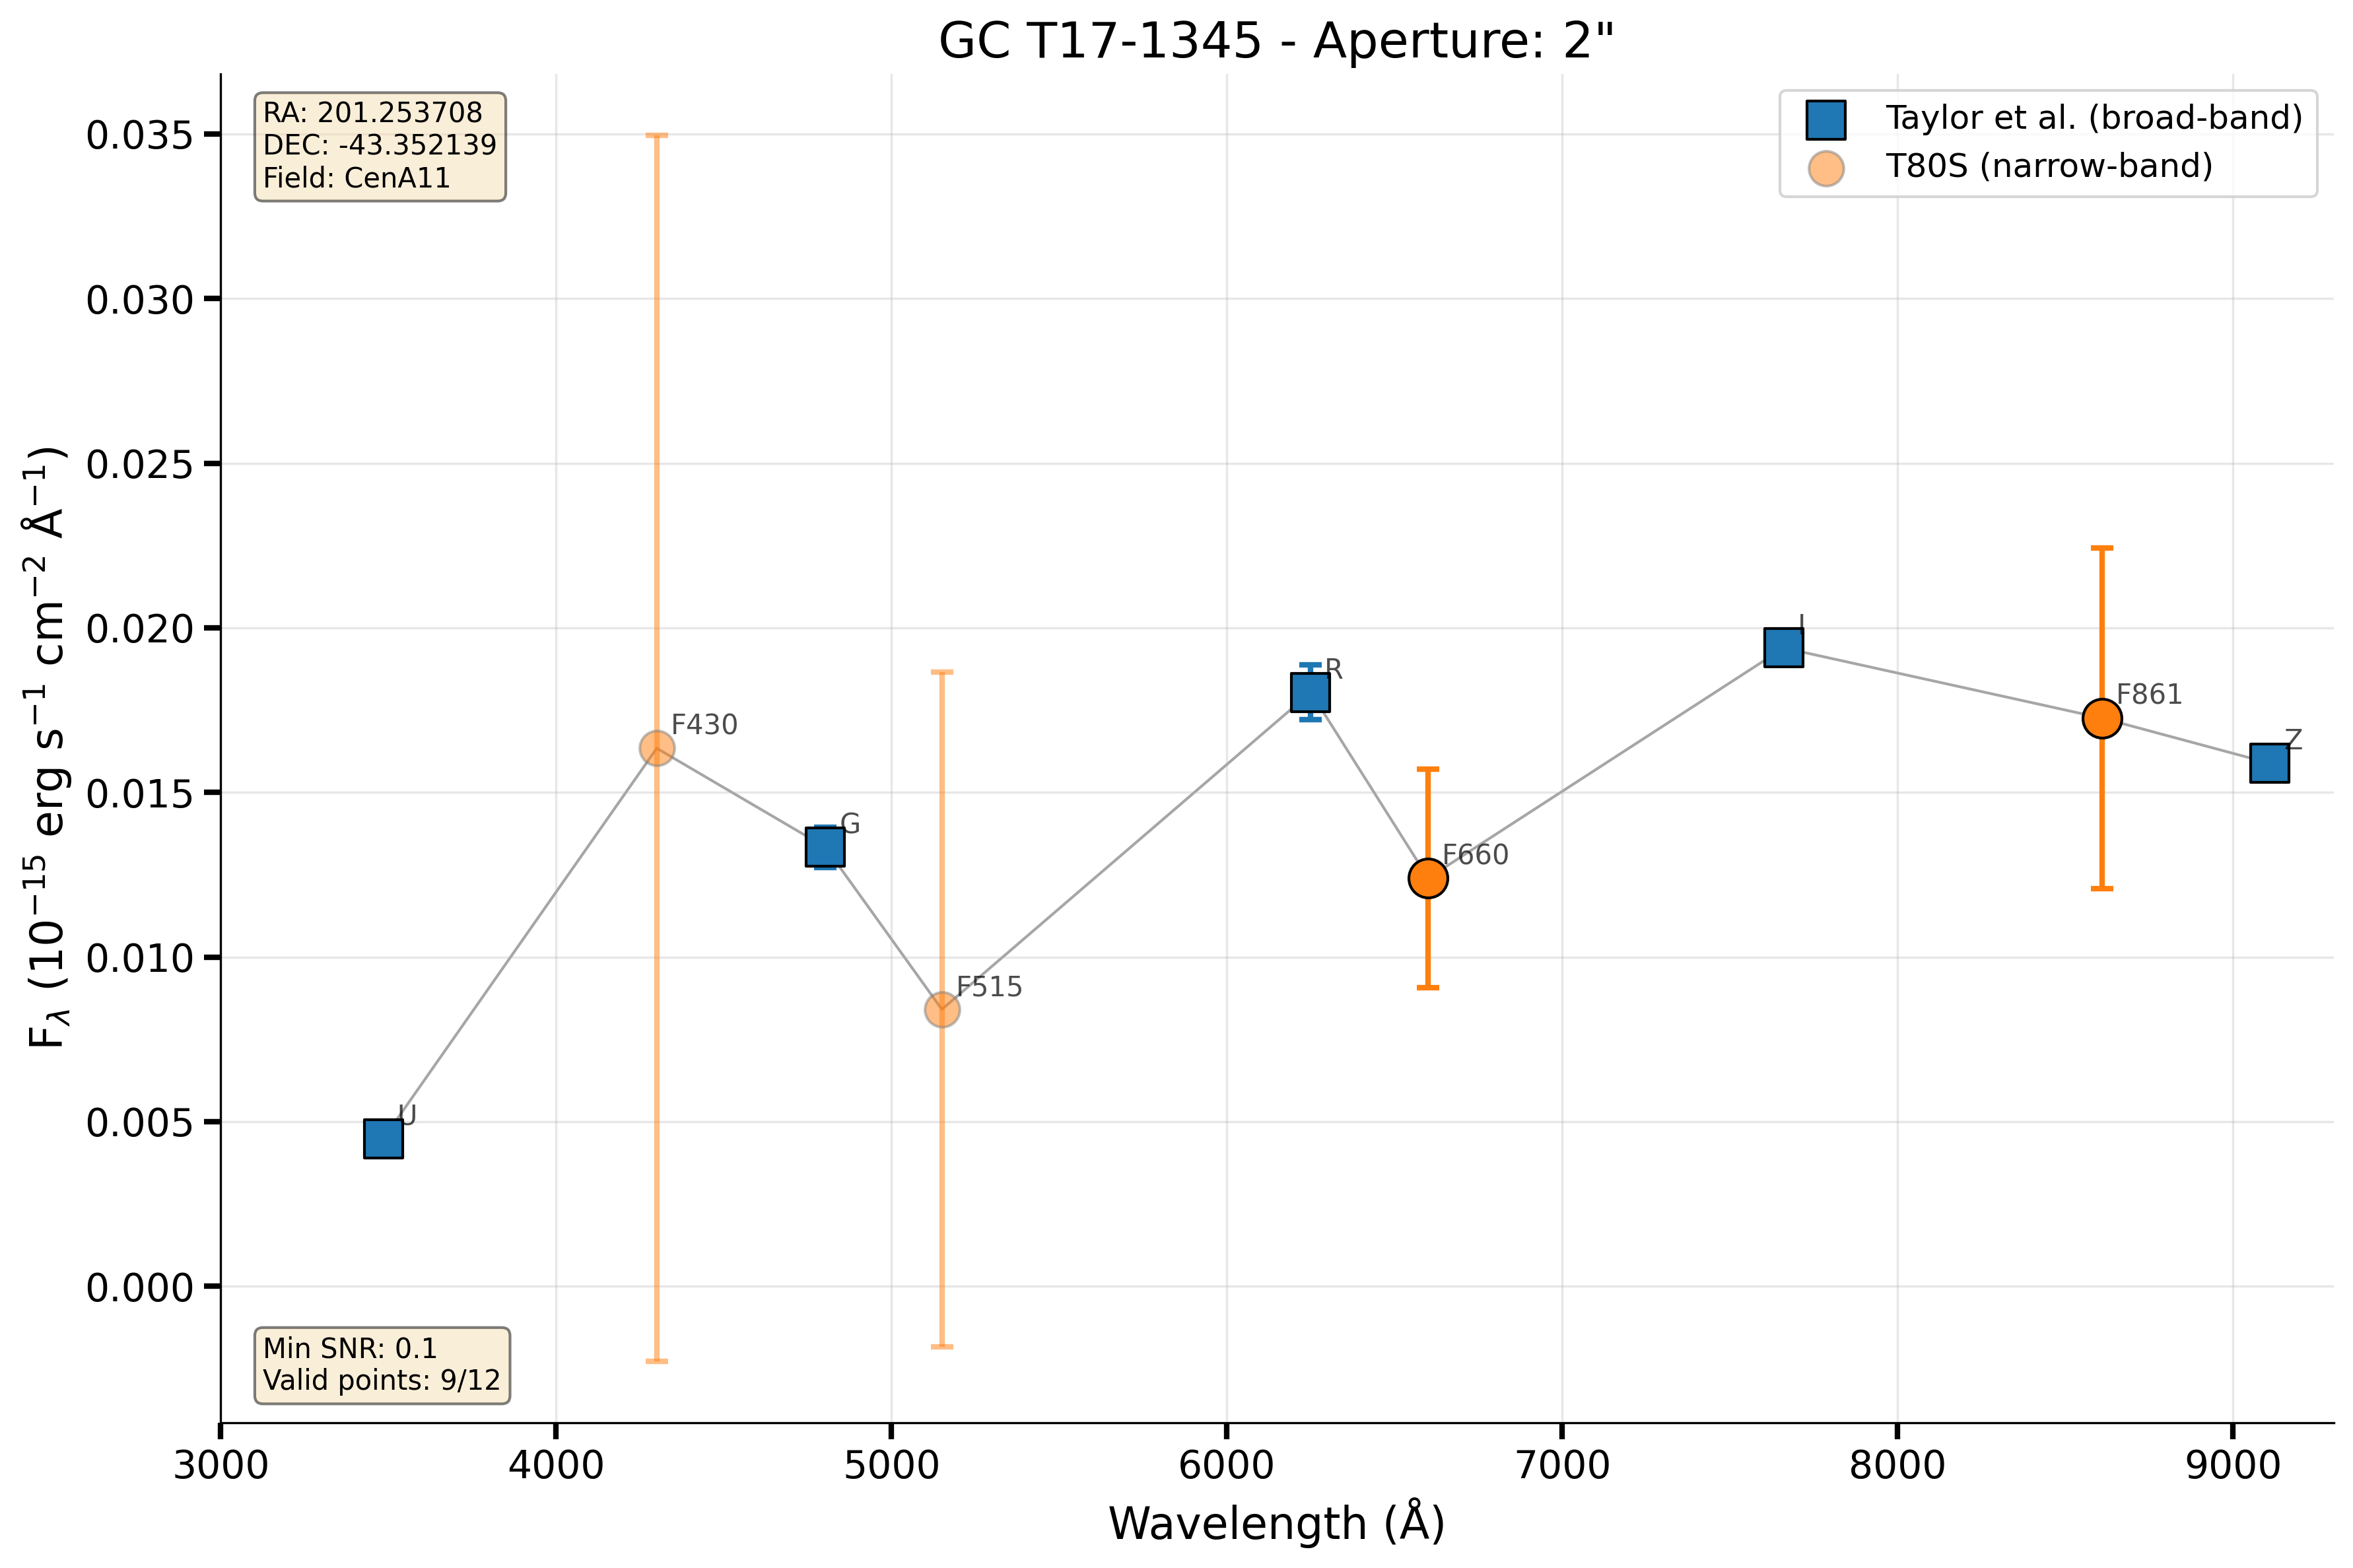 GC T17-1345 - Aperture: 2"
RA: 201.253708
DEC: -43.352139
Field: CenA11
Taylor et al. (broad-band)
T80S (narrow-band)
0.035
0.030
0.025
0.020
0.015
0.010
0.005
0.000
F_λ (10⁻¹⁵ erg s⁻¹ cm⁻² Å⁻¹)
U
F430
G
F515
R
F660
I
F861
Z
Min SNR: 0.1
Valid points: 9/12
3000 4000 5000 6000 7000 8000 9000
Wavelength (Å)